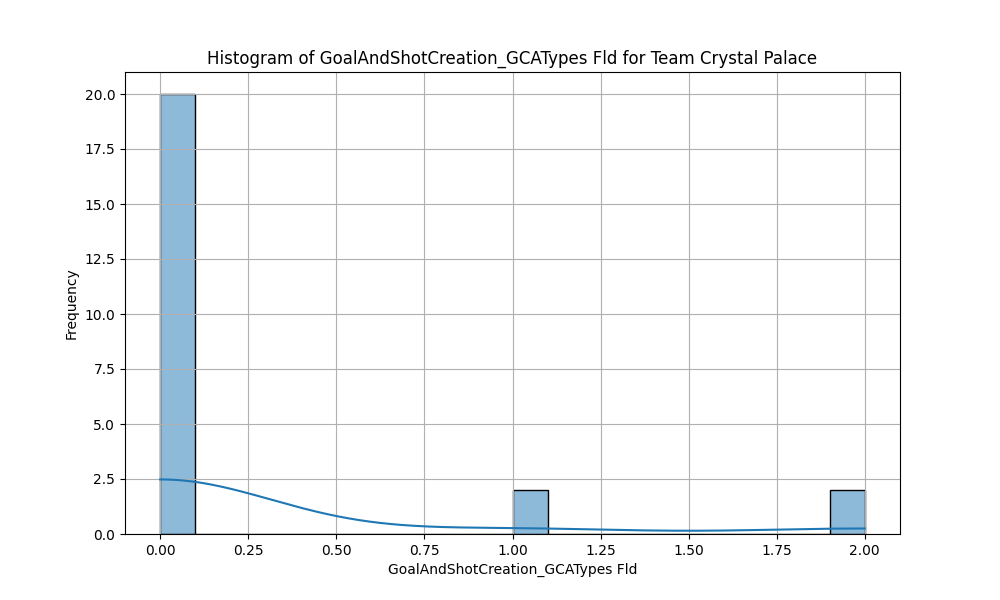 Histogram of GoalAndShotCreation_GCATypes Fld for Team Crystal Palace
20.0
17.5
15.0
12.5
10.0
7.5
5.0
2.5
0.0
Frequency
0.00 0.25 0.50 0.75 1.00 1.25 1.50 1.75 2.00
GoalAndShotCreation_GCATypes Fld